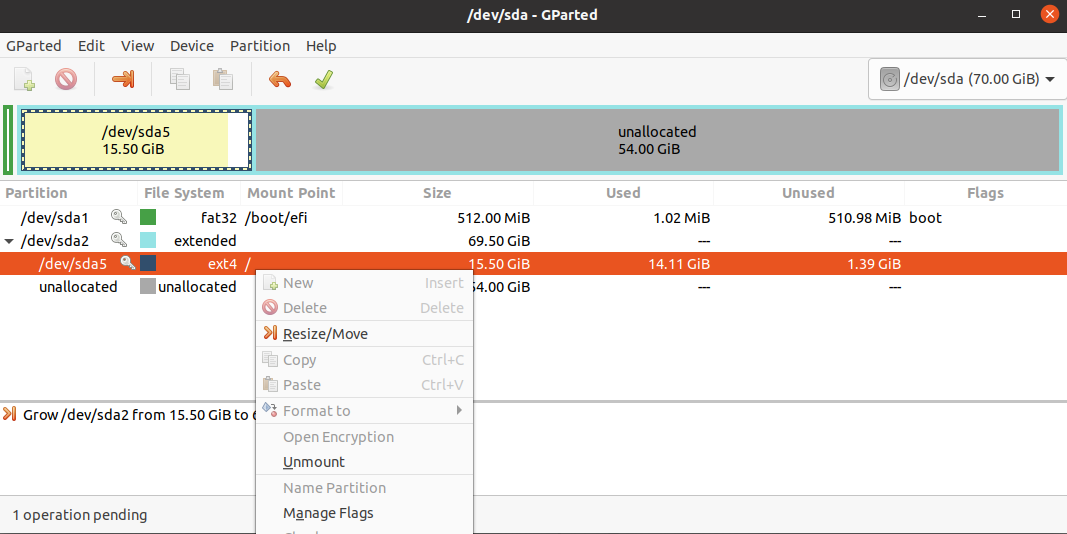 /dev/sda - GParted
GParted Edit View Device Partition Help
/dev/sda (70.00 GiB)
/dev/sda5
15.50 GiB
unallocated
54.00 GiB
Partition File System Mount Point Size Used Unused Flags
/dev/sda1 fat32 /boot/efi 512.00 MiB 1.02 MiB 510.98 MiB boot
/dev/sda2 extended 69.50 GiB --- ---
/dev/sda5 ext4 / 15.50 GiB 14.11 GiB 1.39 GiB
unallocated unallocated 54.00 GiB --- ---
New Insert
Delete Delete
Resize/Move
Copy Ctrl+C
Paste Ctrl+V
Format to
Open Encryption
Unmount
Name Partition
Manage Flags
Grow /dev/sda2 from 15.50 GiB to
1 operation pending